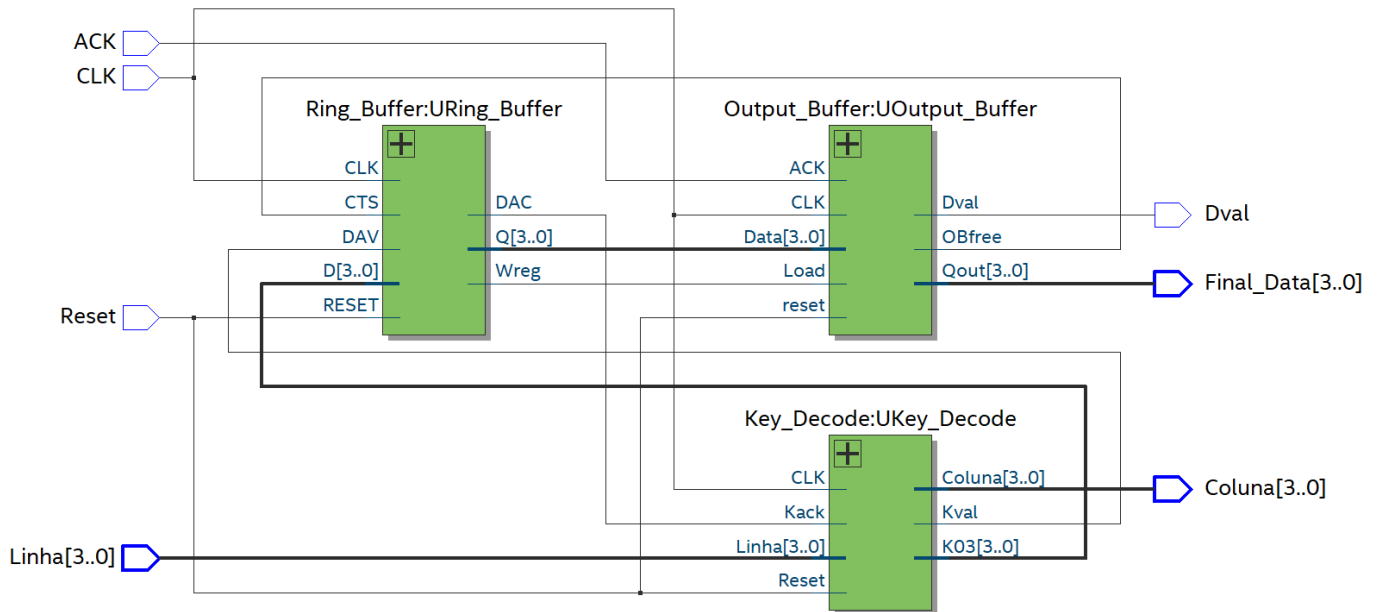 ACK
CLK
Ring_Buffer:URing_Buffer
CLK
CTS
DAV
D[3..0]
RESET
DAC
Q[3..0]
Wreg
Output_Buffer:UOutput_Buffer
ACK
CLK
Data[3..0]
Load
reset
Dval
OBfree
Qout[3..0]
Dval
Final_Data[3..0]
Reset
Key_Decode:UKey_Decode
CLK
Kack
Linha[3..0]
Reset
Coluna[3..0]
Kval
K03[3..0]
Coluna[3..0]
Linha[3..0]